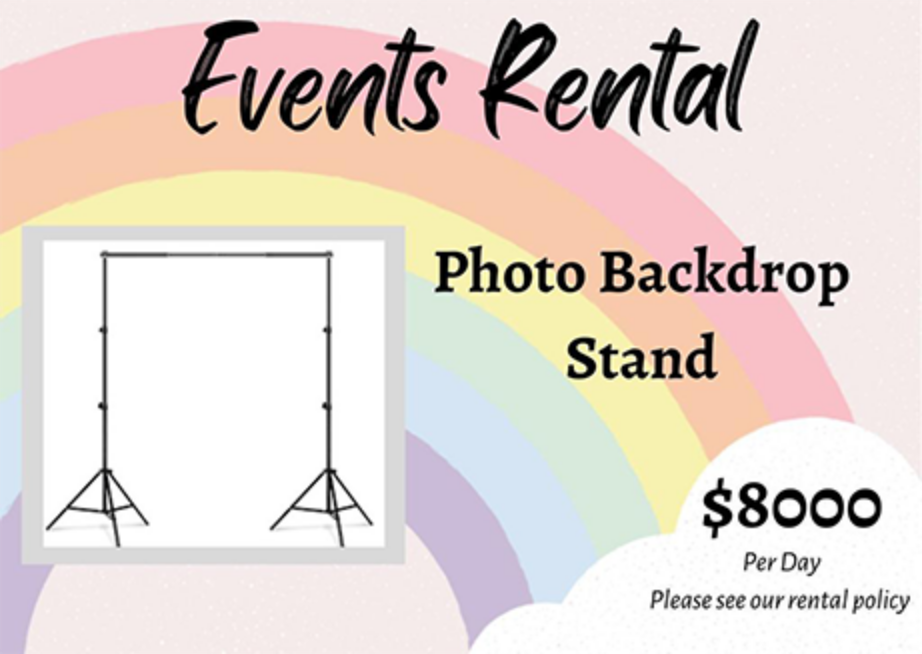 Events Rental
Photo Backdrop
Stand
$8000
Per Day
Please see our rental policy